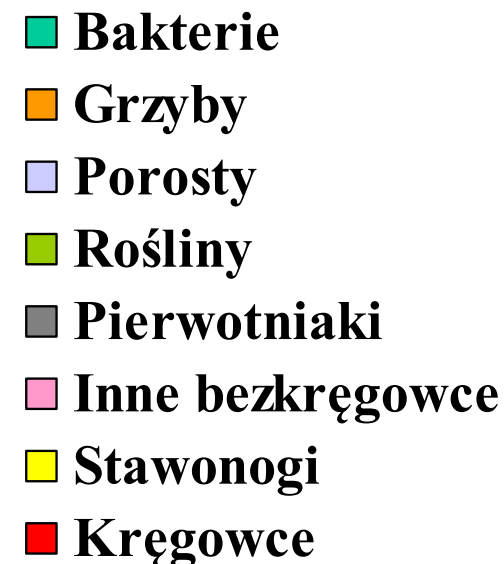 Bakterie
Grzyby
Porosty
Rośliny
Pierwotniaki
Inne bezkręgowce
Stawonogi
Kręgowce